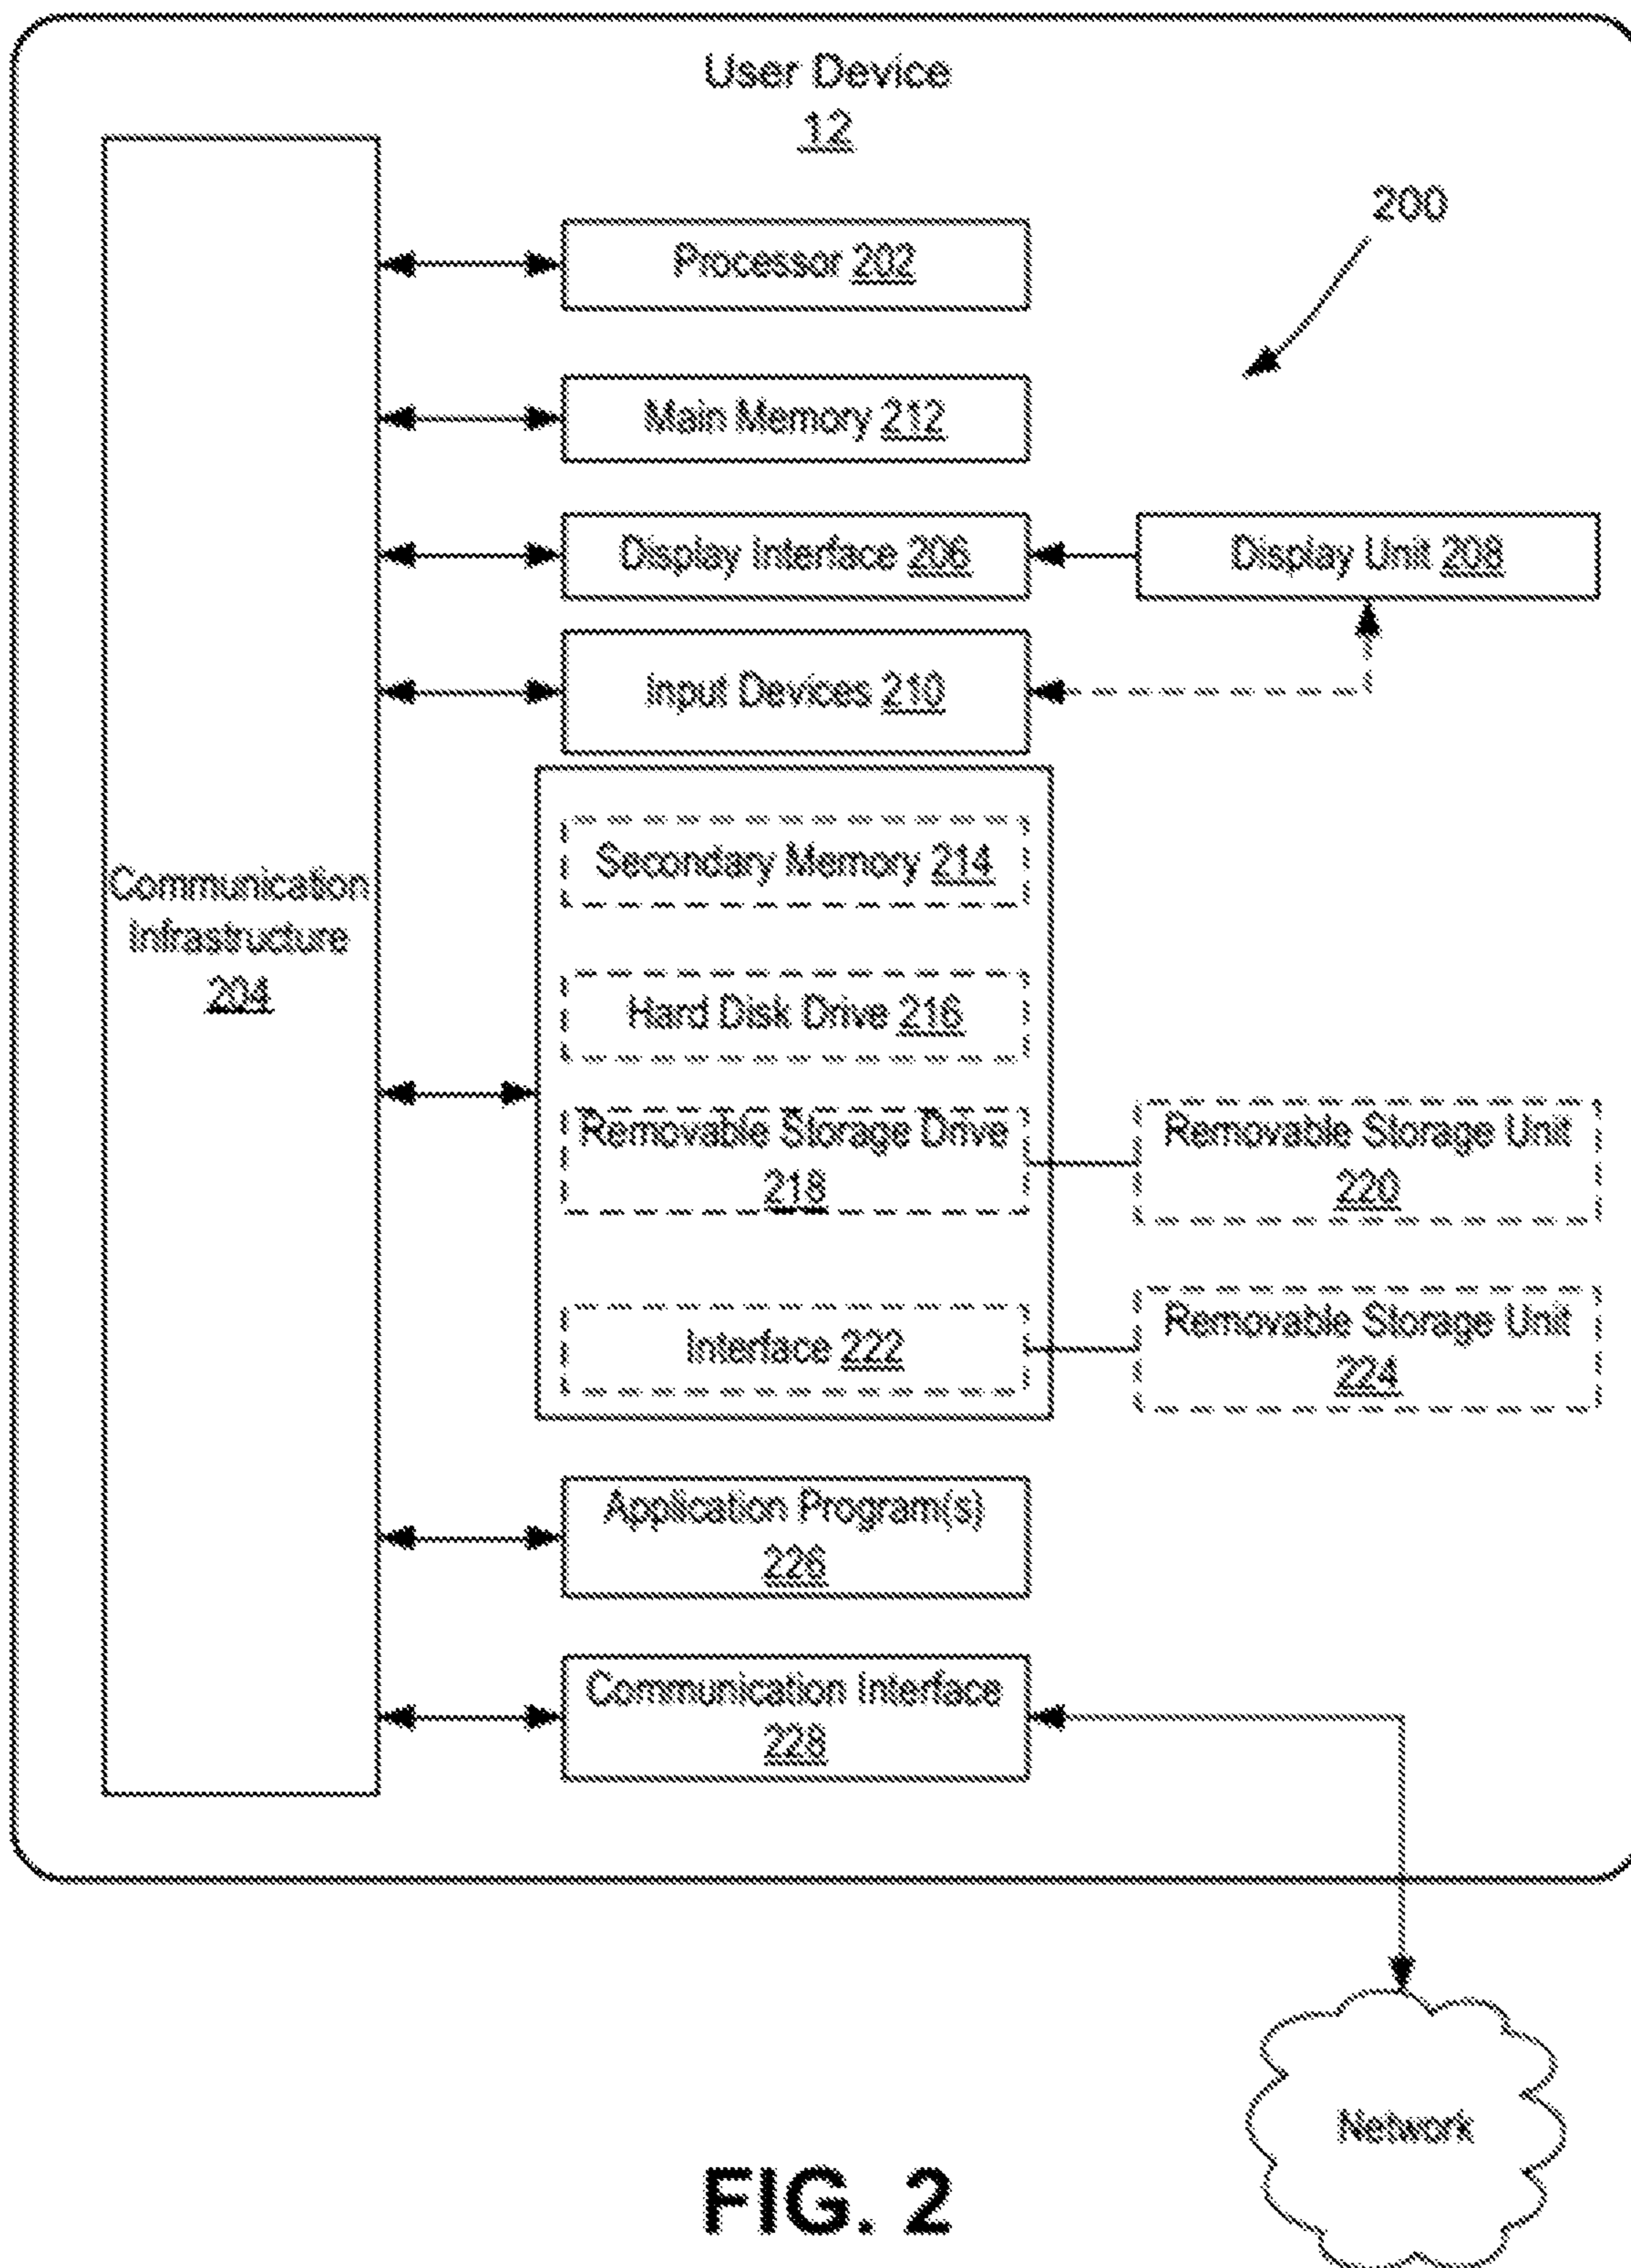 User Device
12
200
Processor 202
Main Memory 212
Display Interface 206
Display Unit 208
Input Devices 210
Communication
Infrastructure
204
Secondary Memory 214
Hard Disk Drive 216
Removable Storage Drive
218
Removable Storage Unit
220
Interface 222
Removable Storage Unit
224
Application Program(s)
226
Communication Interface
228
Network
FIG. 2